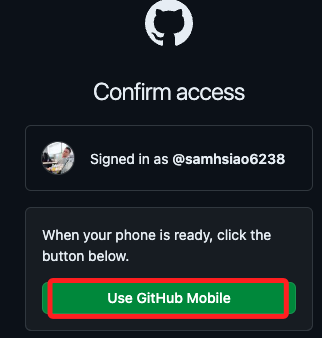 Confirm access
Signed in as @samhsiao6238
When your phone is ready, click the
button below.
Use GitHub Mobile